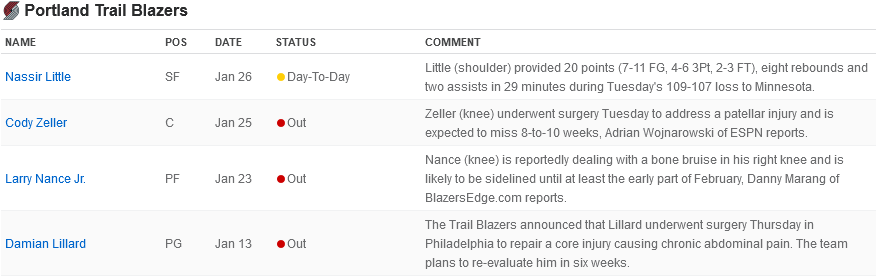 Portland Trail Blazers
NAME POS DATE STATUS COMMENT
Nassir Little SF Jan 26 Day-To-Day
Little (shoulder) provided 20 points (7-11 FG, 4-6 3Pt, 2-3 FT), eight rebounds and
two assists in 29 minutes during Tuesday's 109-107 loss to Minnesota.
Cody Zeller C Jan 25 Out
Zeller (knee) underwent surgery Tuesday to address a patellar injury and is
expected to miss 8-to-10 weeks, Adrian Wojnarowski of ESPN reports.
Larry Nance Jr. PF Jan 23 Out
Nance (knee) is reportedly dealing with a bone bruise in his right knee and is
likely to be sidelined until at least the early part of February, Danny Marang of
BlazersEdge.com reports.
Damian Lillard PG Jan 13 Out
The Trail Blazers announced that Lillard underwent surgery Thursday in
Philadelphia to repair a core injury causing chronic abdominal pain. The team
plans to re-evaluate him in six weeks.